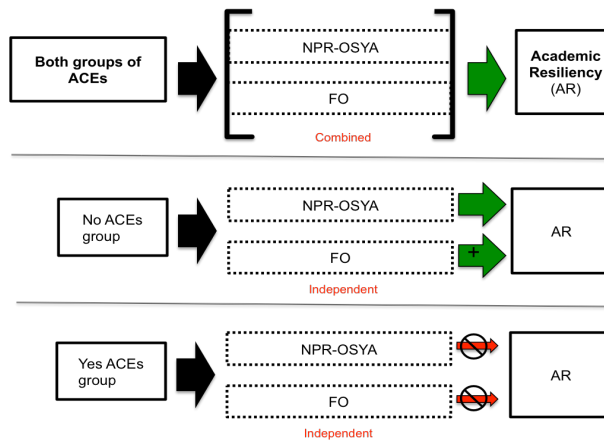 Both groups of
ACEs
NPR-OSYA
FO
Combined
Academic
Resiliency
(AR)
No ACEs
group
NPR-OSYA
FO
+
Independent
AR
Yes ACEs
group
NPR-OSYA
FO
Independent
AR